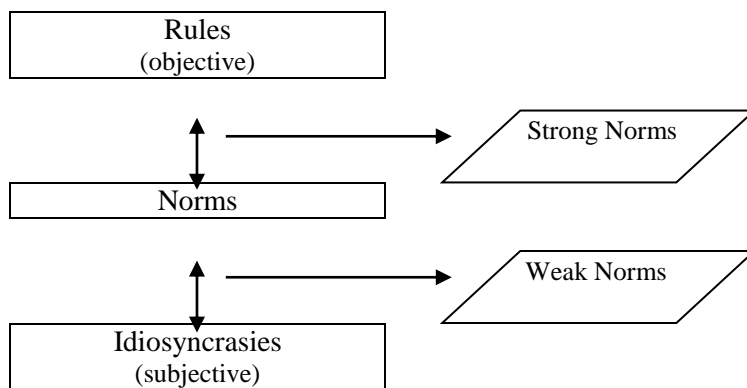 Rules
(objective)
Strong Norms
Norms
Weak Norms
Idiosyncrasies
(subjective)